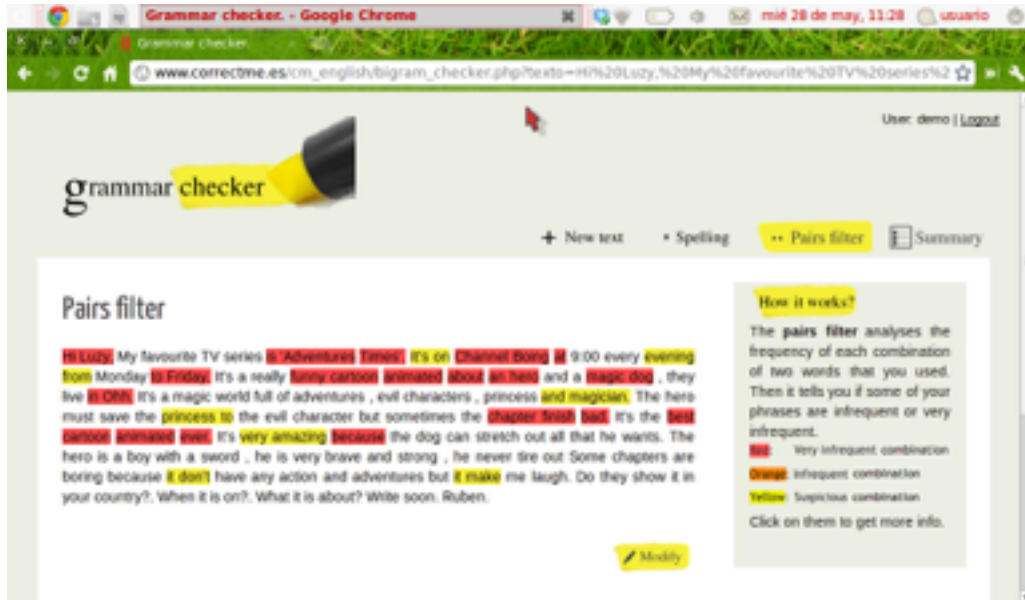 Grammar checker. - Google Chrome
mié 28 de may, 11:28 usuario
Grammar checker.
www.correctme.es/cm_english/bigram_checker.php?texto=Hi%20Luzy,%20My%20favourite%20TV%20series%2
User: demo | Logout
grammar checker
+ New text • Spelling •• Pairs filter Summary
Pairs filter
Hi Luzy, My favourite TV series is 'Adventures Times'. It's on Channel Boing at 9:00 every evening
from Monday to Friday. It's a really funny cartoon animated about an hero and a magic dog , they
live in Ohh. It's a magic world full of adventures , evil characters , princess and magician. The hero
must save the princess to the evil character but sometimes the chapter finish bad. It's the best
cartoon animated ever. It's very amazing because the dog can stretch out all that he wants. The
hero is a boy with a sword , he is very brave and strong , he never tire out Some chapters are
boring because it don't have any action and adventures but it make me laugh. Do they show it in
your country?. When it is on?. What it is about? Write soon. Ruben.
Modify
How it works?
The pairs filter analyses the
frequency of each combination
of two words that you used.
Then it tells you if some of your
phrases are infrequent or very
infrequent.
Red: Very infrequent combination
Orange: Infrequent combination
Yellow: Suspicious combination
Click on them to get more info.